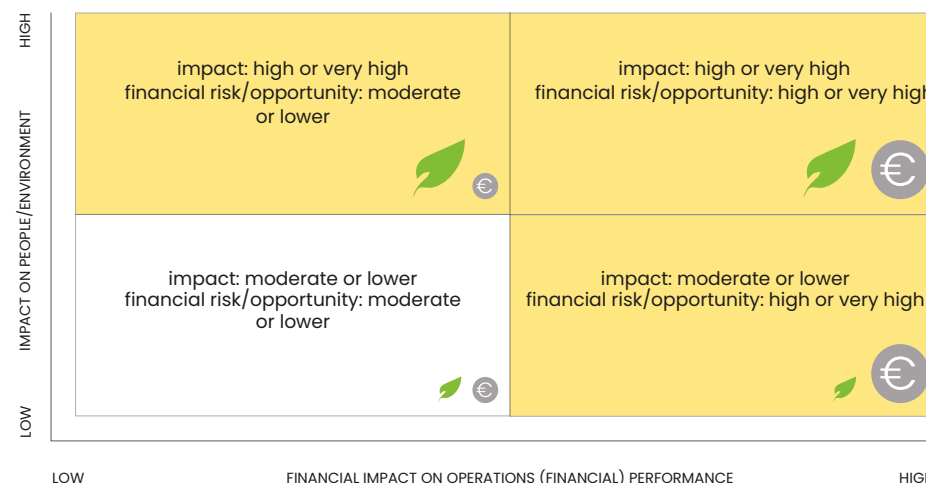 HIGH
impact: high or very high
financial risk/opportunity: moderate
or lower
€
impact: high or very high
financial risk/opportunity: high or very high
€
IMPACT ON PEOPLE/ENVIRONMENT
impact: moderate or lower
financial risk/opportunity: moderate
or lower
€
impact: moderate or lower
financial risk/opportunity: high or very high
€
LOW
LOW
FINANCIAL IMPACT ON OPERATIONS (FINANCIAL) PERFORMANCE
HIGH